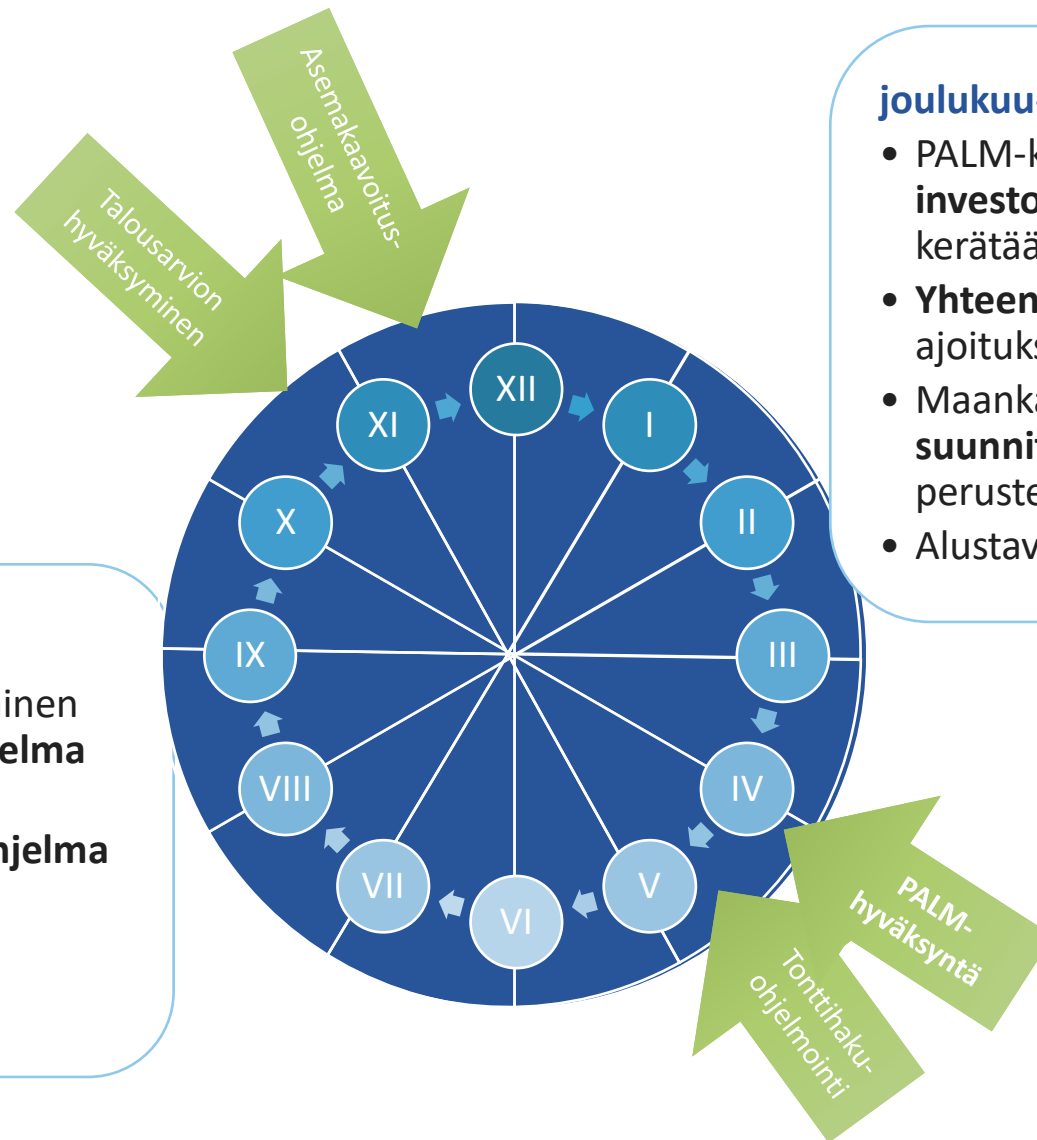 Asemakaavoitus-
ohjelma
Talousarvion
hyväksyminen
joulukuu-
• PALM-k
investo
kerätää
• Yhteen
ajoituks
• Maanka
suunnit
peruste
• Alustav
XII
I
II
III
IV
V
VI
VII
VIII
IX
X
XI
inen
elma
hjelma
PALM-
hyväksyntä
Tonttihaku-
ohjelmointi